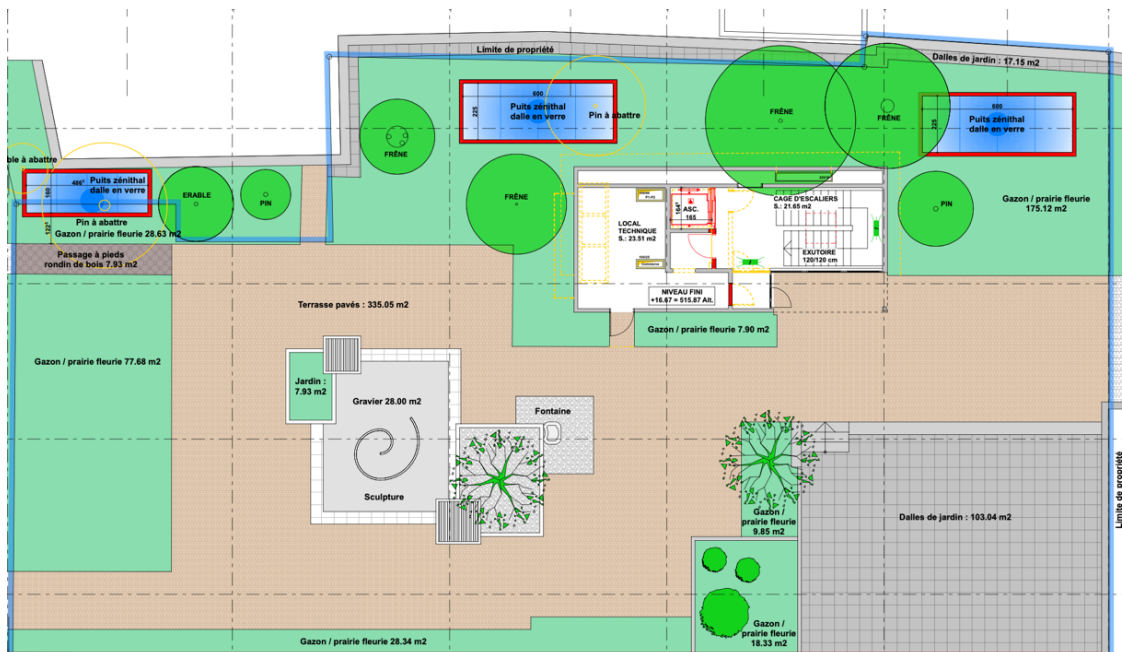 Limite de propriété
Dalles de jardin : 17.15 m2
600
225
Puits zénithal
dalle en verre
Pin à abattre
FRÊNE
FRÊNE
FRÊNE
600
225
Puits zénithal
dalle en verre
ble à abattre
486⁵
160
Puits zénithal
dalle en verre
122⁵
Pin à abattre
Gazon / prairie fleurie 28.63 m2
ERABLE
PIN
FRÊNE
PIN
Gazon / prairie fleurie
175.12 m2
Passage à pieds
rondin de bois 7.93 m2
LOCAL
TECHNIQUE
S.: 23.51 m2
164⁵
ASC.
165
CAGE D'ESCALIERS
S.: 21.65 m2
EXUTOIRE
120/120 cm
NIVEAU FINI
+16.67 = 515.87 Alt.
Terrasse pavés : 335.05 m2
Gazon / prairie fleurie 7.90 m2
Gazon / prairie fleurie 77.68 m2
Jardin :
7.93 m2
Gravier 28.00 m2
Fontaine
Sculpture
Gazon /
prairie fleurie
9.85 m2
Dalles de jardin : 103.04 m2
Limite de propriété
Gazon /
prairie fleurie
18.33 m2
Gazon / prairie fleurie 28.34 m2